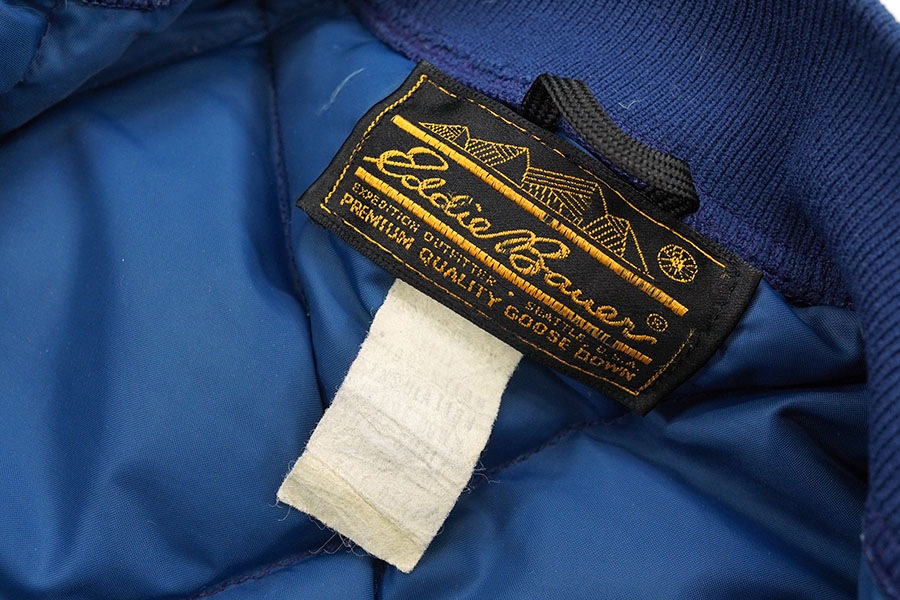 Eddie Bauer®
EXPEDITION OUTFITTER · SEATTLE, U.S.A.
PREMIUM QUALITY GOOSE DOWN